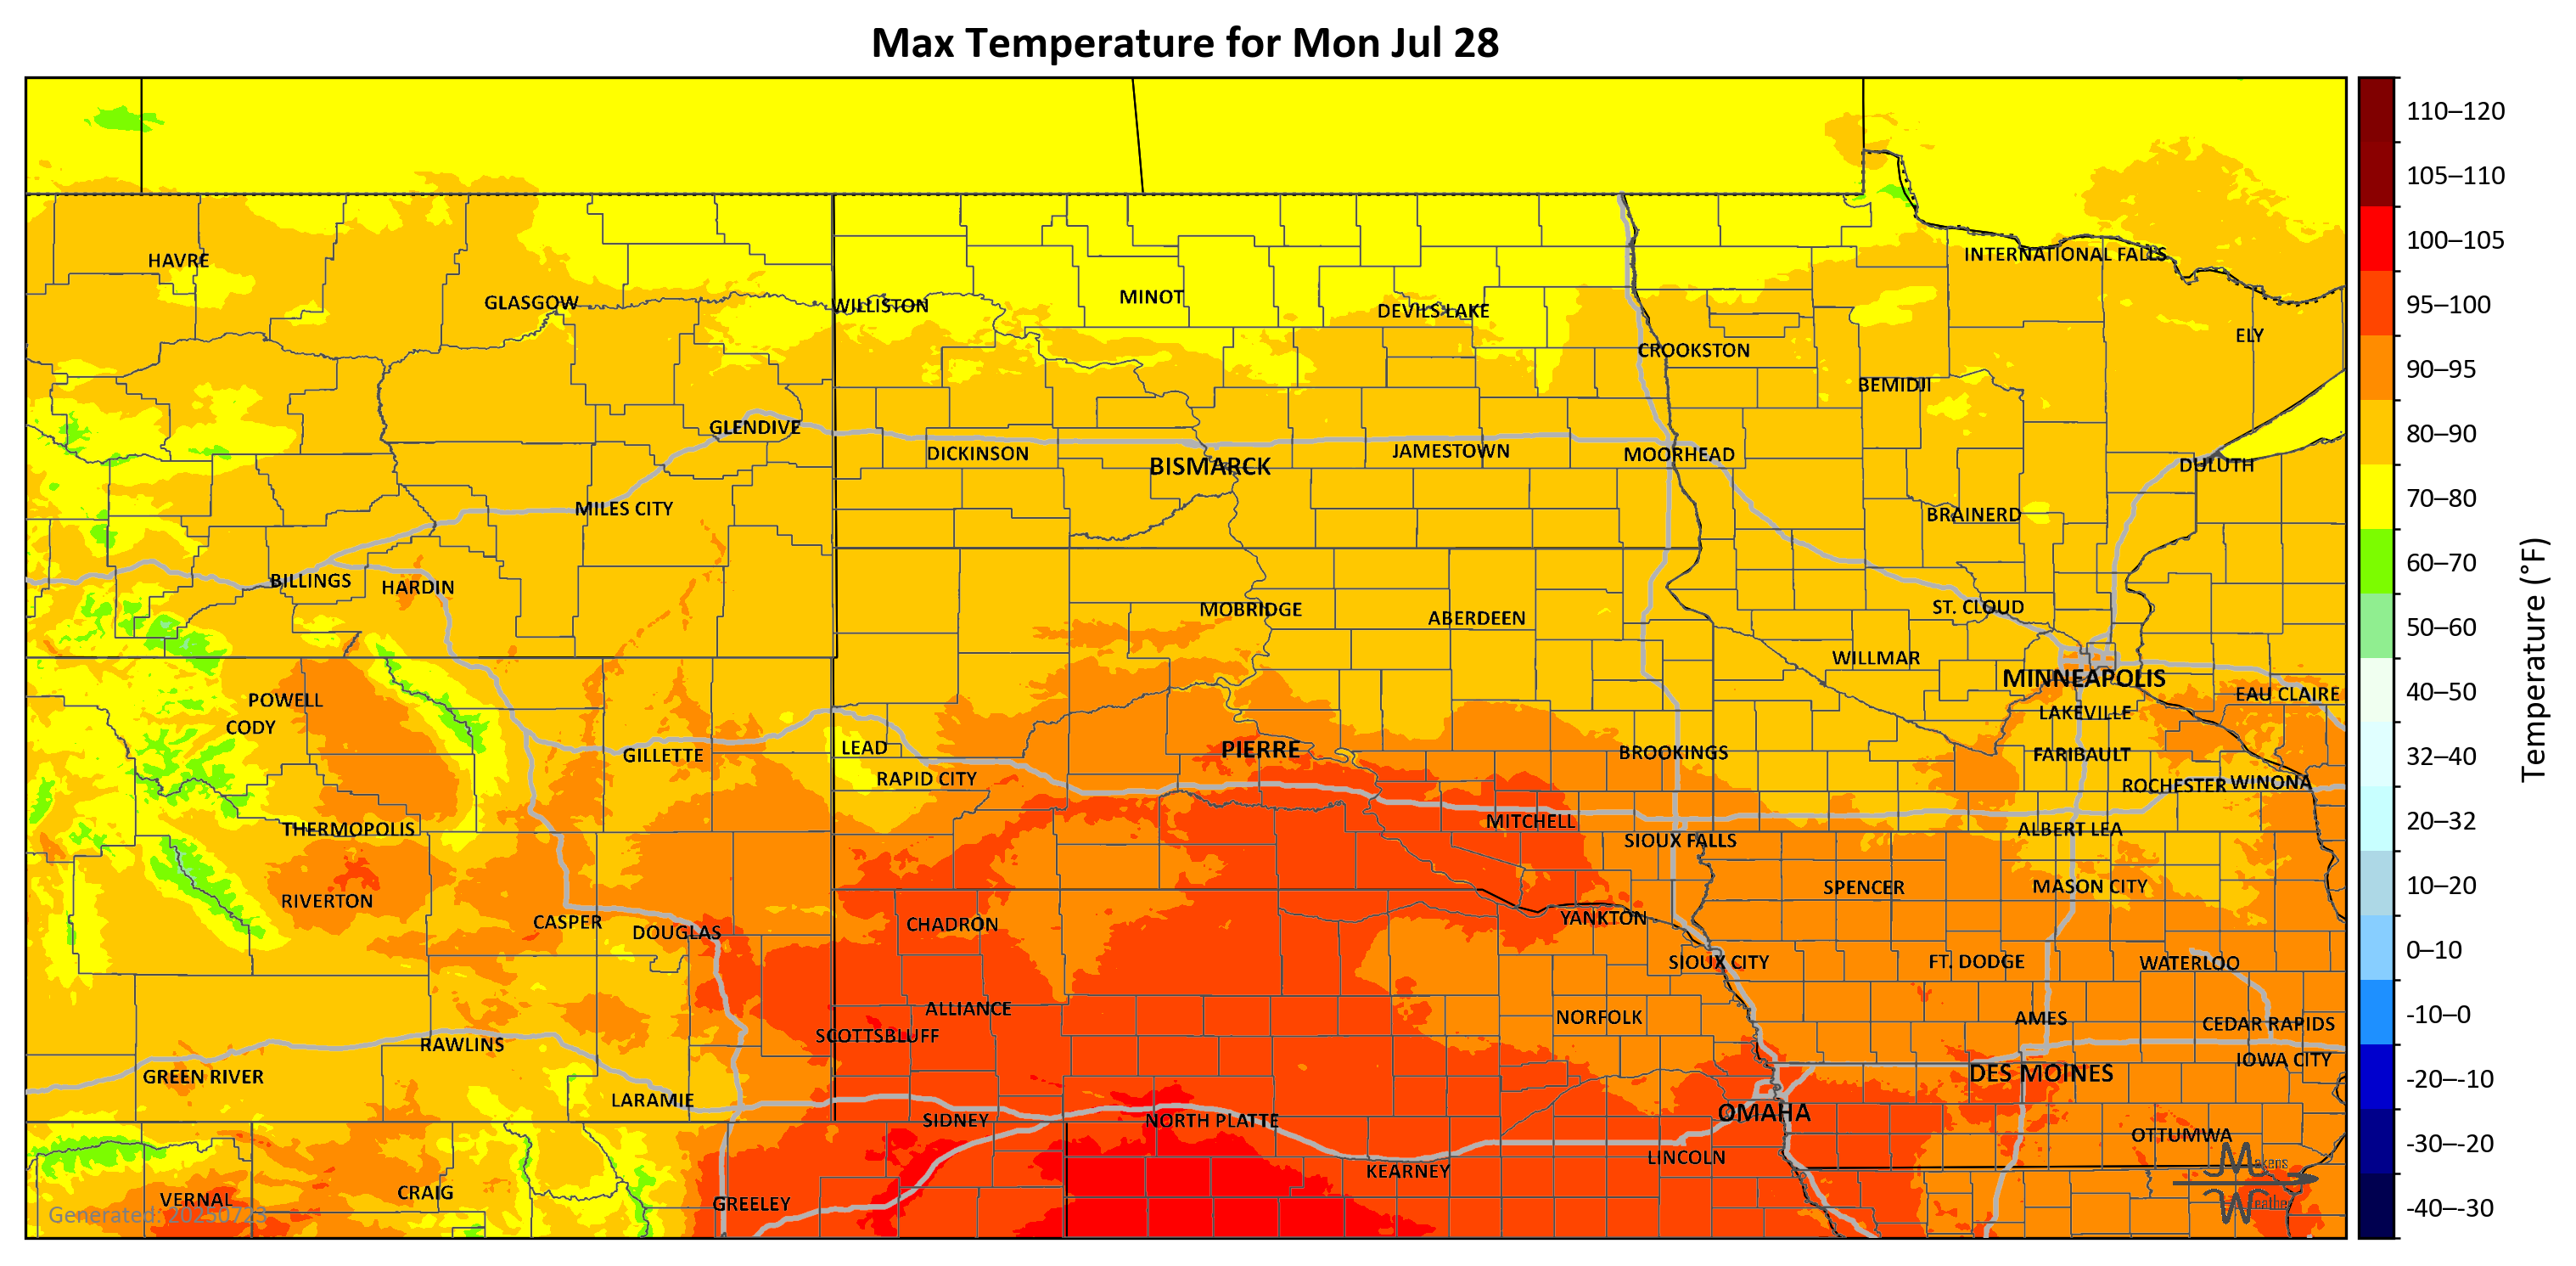 Max Temperature for Mon Jul 28
110–120
105–110
100–105
95–100
90–95
80–90
70–80
60–70
50–60
40–50
32–40
20–32
10–20
0–10
-10–0
-20–-10
-30–-20
-40–-30
Temperature (°F)
HAVRE
INTERNATIONAL FALLS
GLASGOW
WILLISTON
MINOT
DEVILS LAKE
ELY
CROOKSTON
BEMIDJI
GLENDIVE
DICKINSON
BISMARCK
JAMESTOWN
MOORHEAD
DULUTH
MILES CITY
BRAINERD
BILLINGS
HARDIN
MOBRIDGE
ABERDEEN
ST. CLOUD
WILLMAR
MINNEAPOLIS
POWELL
EAU CLAIRE
CODY
LAKEVILLE
GILLETTE
LEAD
PIERRE
BROOKINGS
FARIBAULT
RAPID CITY
ROCHESTER
WINONA
THERMOPOLIS
MITCHELL
ALBERT LEA
SIOUX FALLS
RIVERTON
SPENCER
MASON CITY
CASPER
DOUGLAS
CHADRON
YANKTON
SIOUX CITY
FT. DODGE
WATERLOO
ALLIANCE
NORFOLK
AMES
CEDAR RAPIDS
SCOTTSBLUFF
RAWLINS
IOWA CITY
GREEN RIVER
DES MOINES
LARAMIE
OMAHA
SIDNEY
NORTH PLATTE
OTTUMWA
KEARNEY
LINCOLN
VERNAL
CRAIG
GREELEY
Generated: 20250723
Makens
Weather